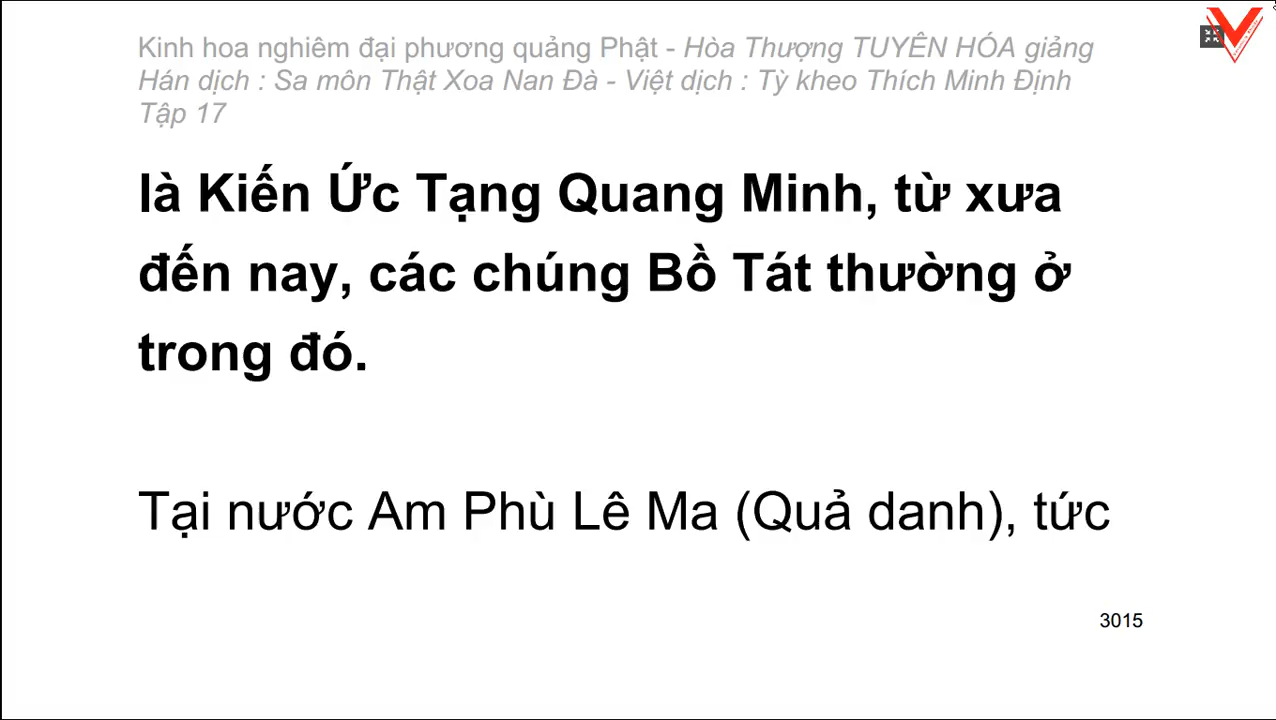 Kinh hoa nghiêm đại phương quảng Phật - Hòa Thượng TUYÊN HÓA giảng
Hán dịch : Sa môn Thật Xoa Nan Đà - Việt dịch : Tỳ kheo Thích Minh Định
Tập 17
là Kiến Ức Tạng Quang Minh, từ xưa
đến nay, các chúng Bồ Tát thường ở
trong đó.
Tại nước Am Phù Lê Ma (Quả danh), tức
3015